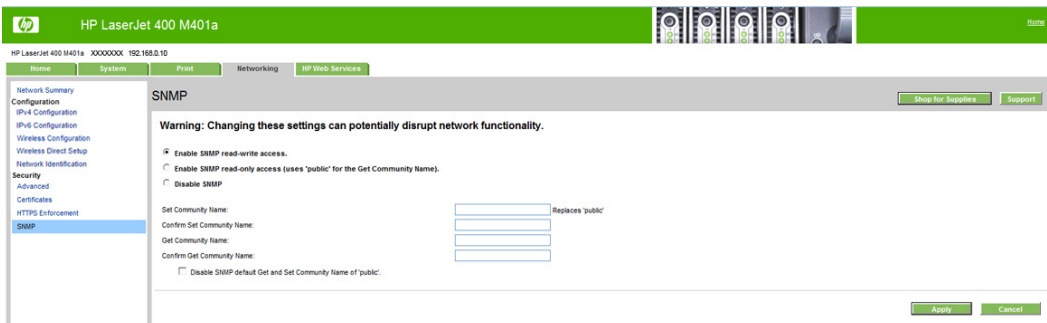 hp HP LaserJet 400 M401a
Home
HP LaserJet 400 M401a XXXXXXX 192.168.0.10
Home System Print Networking HP Web Services
Network Summary
Configuration
IPv4 Configuration
IPv6 Configuration
Wireless Configuration
Wireless Direct Setup
Network Identification
Security
Advanced
Certificates
HTTPS Enforcement
SNMP
SNMP
Shop for Supplies Support
Warning: Changing these settings can potentially disrupt network functionality.
Enable SNMP read-write access.
Enable SNMP read-only access (uses 'public' for the Get Community Name).
Disable SNMP
Set Community Name: Replaces 'public'
Confirm Set Community Name:
Get Community Name:
Confirm Get Community Name:
Disable SNMP default Get and Set Community Name of 'public'.
Apply Cancel